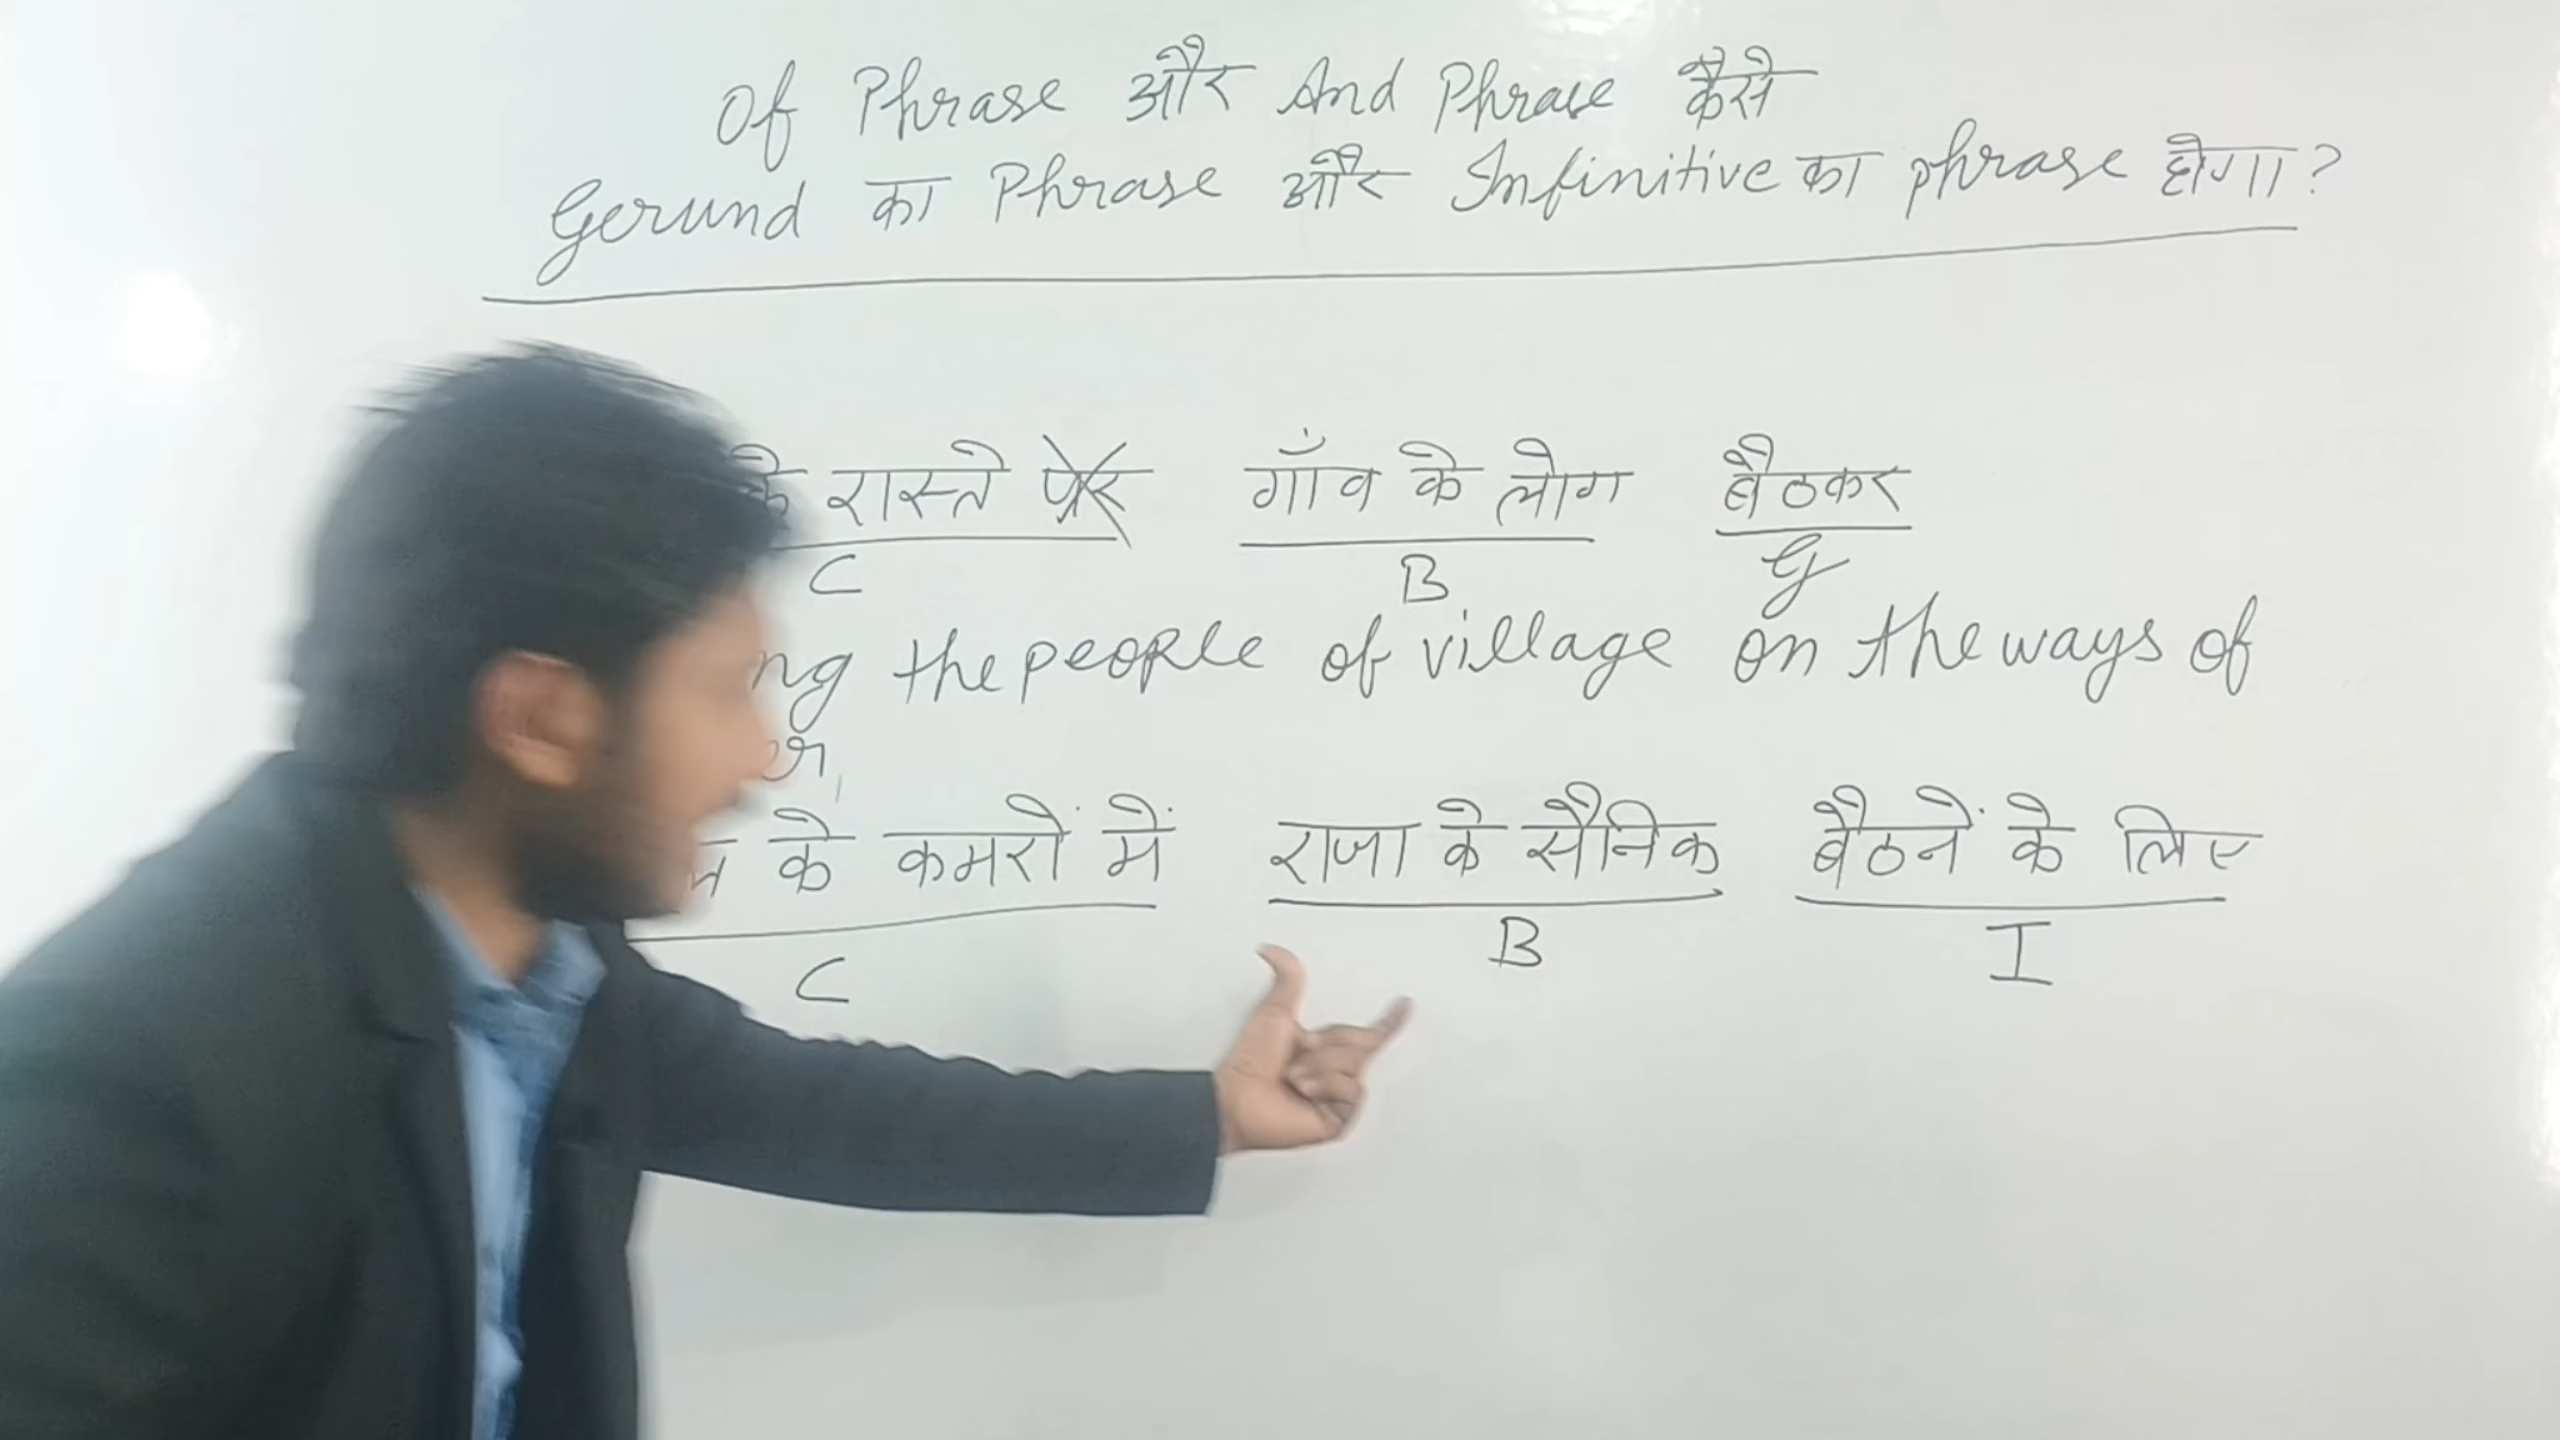 Of Phrase और And Phrase कैसे
Gerund का Phrase और Infinitive का phrase होगा?
के रास्ते पर गाँव के लोग बैठकर
C B G
ng the people of village on the ways of
er
के कमरों में राजा के सैनिक बैठनें के लिए
C B I